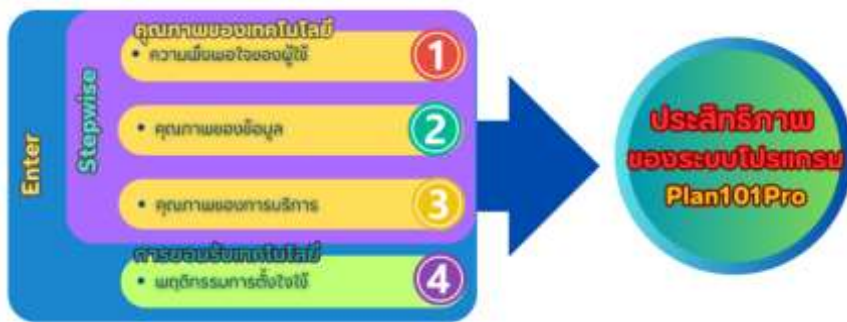 คุณภาพของเทคโนโลยี
• ความพึงพอใจของผู้ใช้
1
• คุณภาพของข้อมูล
2
• คุณภาพของการบริการ
3
การยอมรับเทคโนโลยี
• พฤติกรรมการตั้งใจใช้
4
Enter
Stepwise
ประสิทธิภาพ
ของระบบโปรแกรม
Plan101Pro